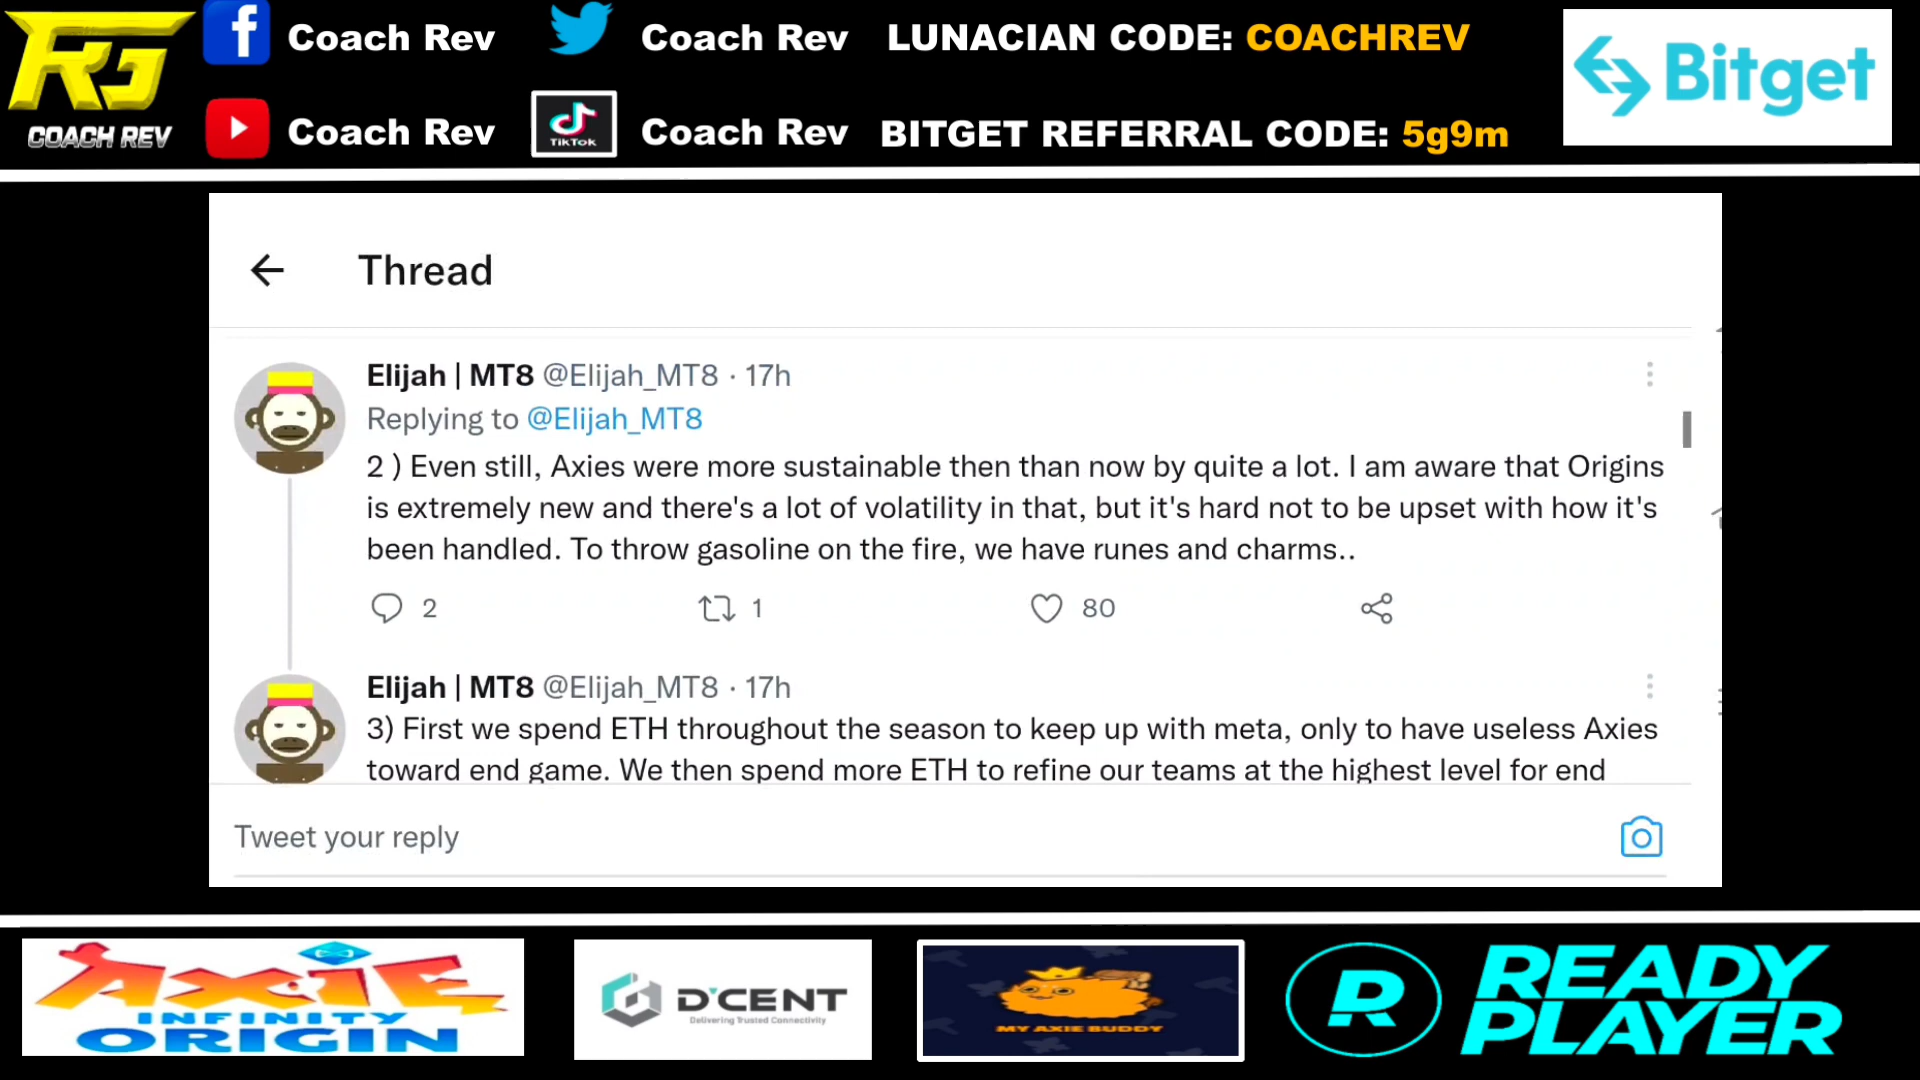 Coach Rev
Coach Rev
LUNACIAN CODE: COACHREV
Bitget
COACH REV
Coach Rev
TikTok
Coach Rev
BITGET REFERRAL CODE: 5g9m
Thread
Elijah | MT8 @Elijah_MT8 · 17h
Replying to @Elijah_MT8
2 ) Even still, Axies were more sustainable then than now by quite a lot. I am aware that Origins
is extremely new and there's a lot of volatility in that, but it's hard not to be upset with how it's
been handled. To throw gasoline on the fire, we have runes and charms..
2
1
80
Elijah | MT8 @Elijah_MT8 · 17h
3) First we spend ETH throughout the season to keep up with meta, only to have useless Axies
toward end game. We then spend more ETH to refine our teams at the highest level for end
Tweet your reply
AXIE
INFINITY
ORIGIN
D'CENT
Delivering Trusted Connectivity
MY AXIE BUDDY
R
READY
PLAYER